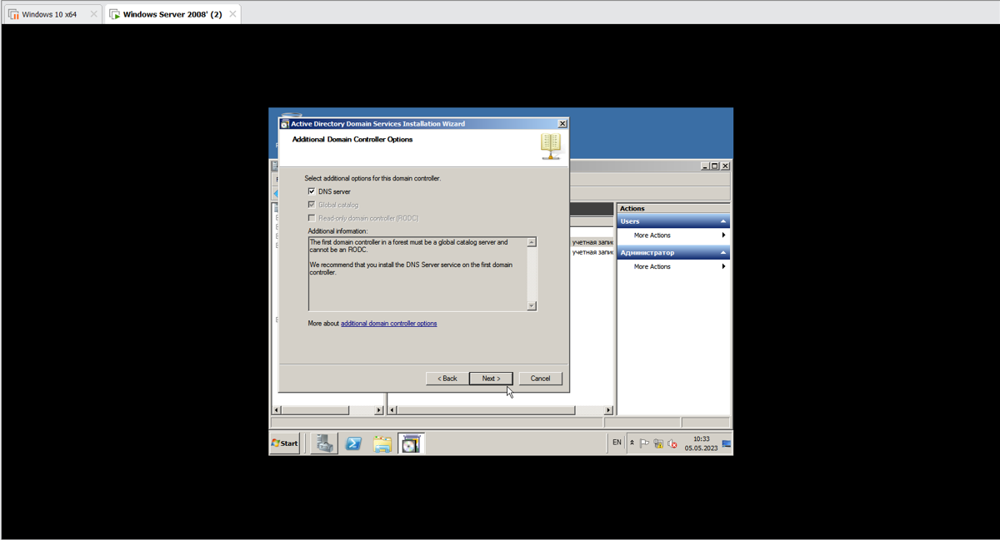 Windows 10 x64
Windows Server 2008' (2)
Active Directory Domain Services Installation Wizard
Additional Domain Controller Options
Select additional options for this domain controller.
DNS server
Global catalog
Read-only domain controller (RODC)
Additional information:
The first domain controller in a forest must be a global catalog server and
cannot be an RODC.
We recommend that you install the DNS Server service on the first domain
controller.
More about additional domain controller options
< Back
Next >
Cancel
учетная запи
учетная запи
Actions
Users
More Actions
Администратор
More Actions
Start
EN
10:33
05.05.2023